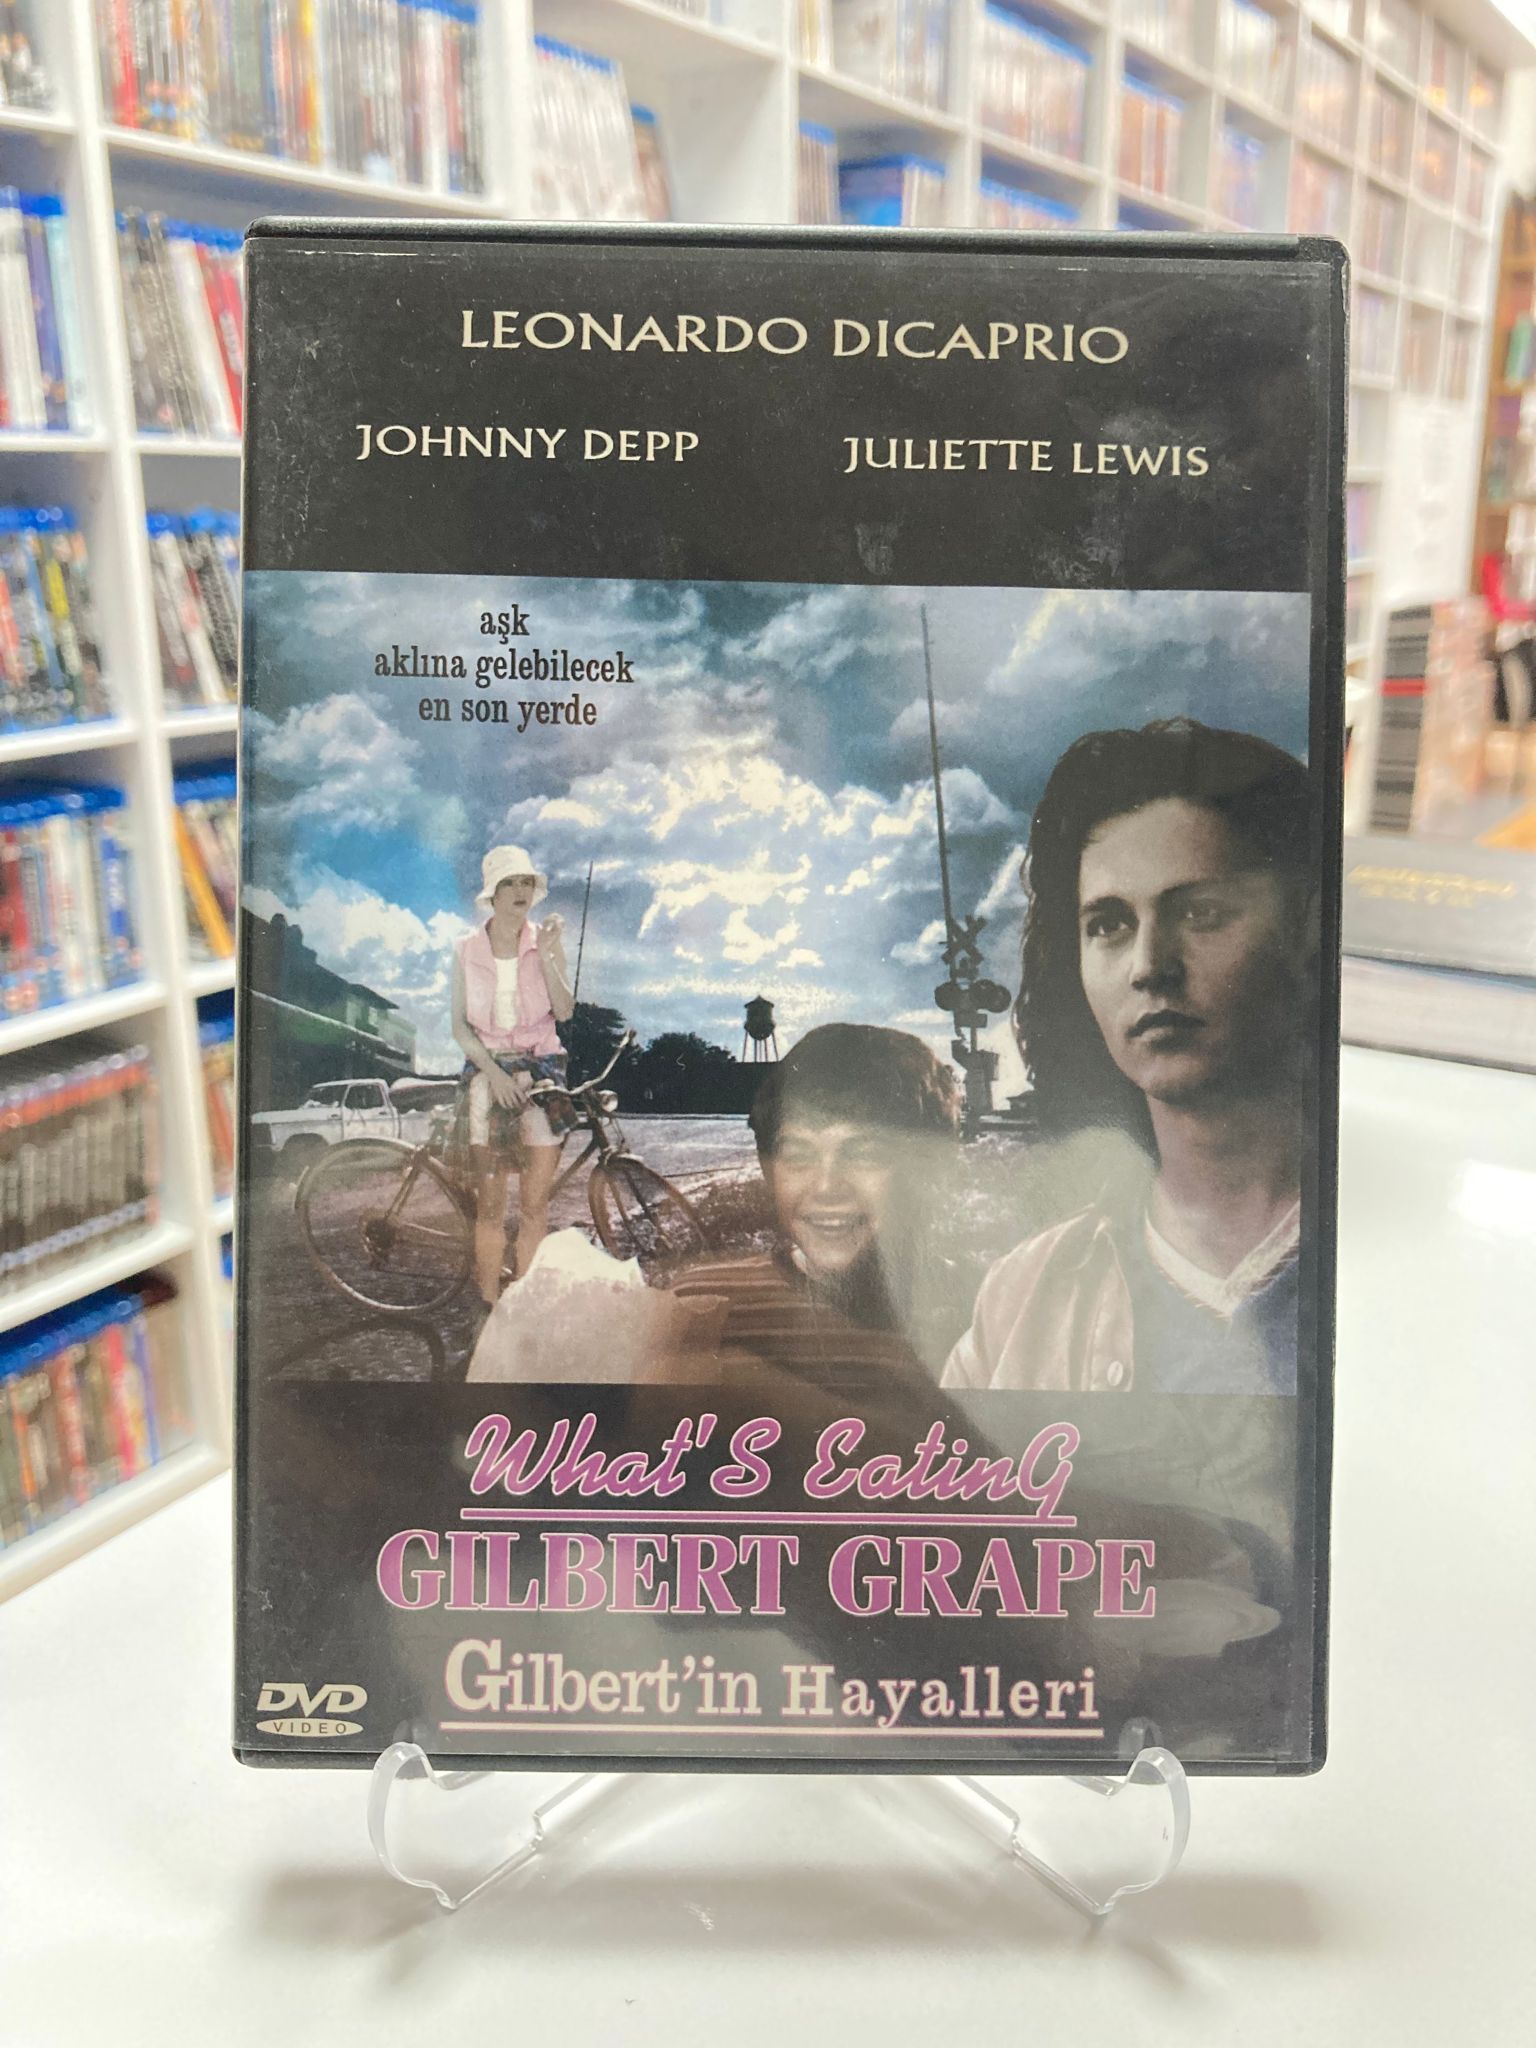 LEONARDO DICAPRIO
JOHNNY DEPP
JULIETTE LEWIS
aşk
aklına gelebilecek
en son yerde
What'S EatinG
GILBERT GRAPE
Gilbert'in Hayalleri
DVD
VIDEO